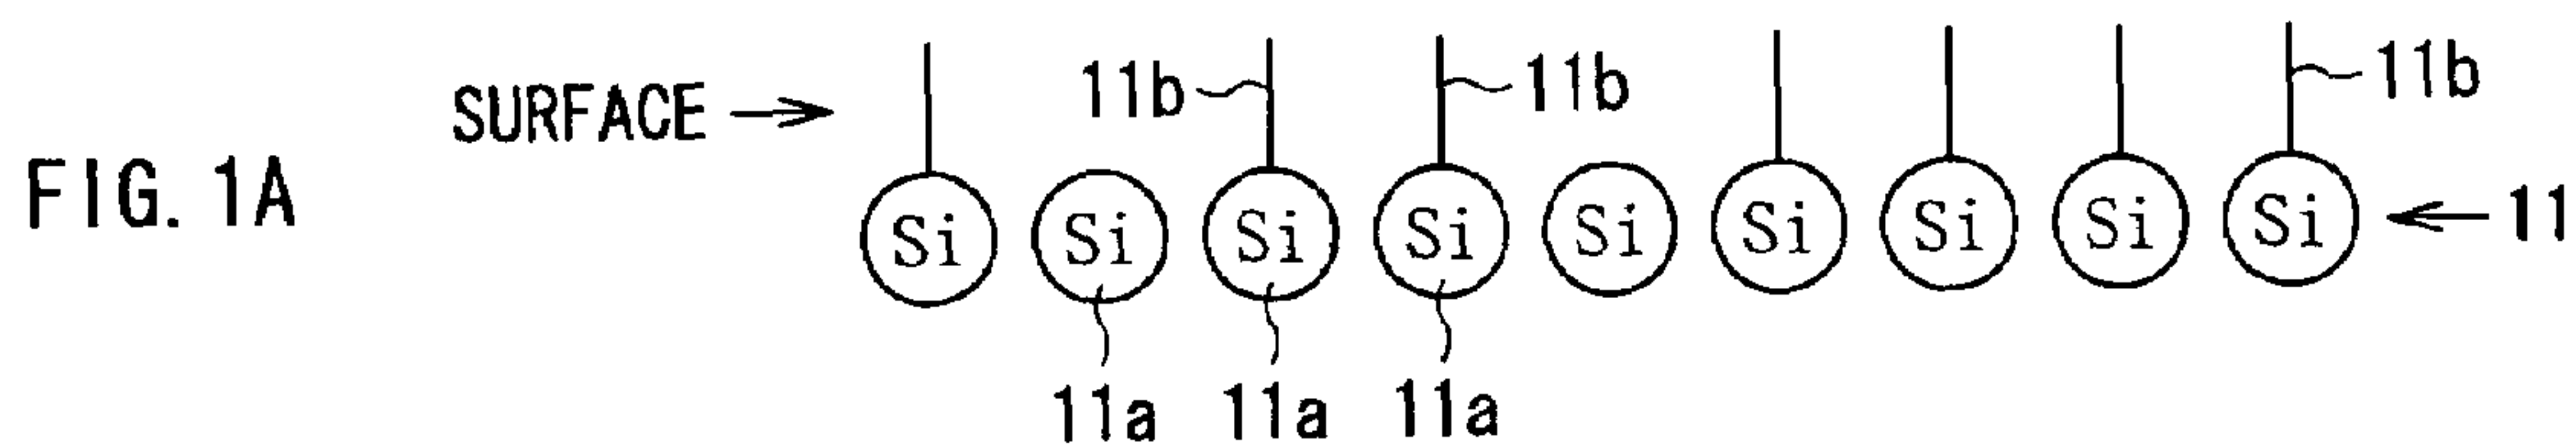 SURFACE → 11b 11b 11b
FIG. 1A
Si Si Si Si Si Si Si Si Si ← 11
11a 11a 11a